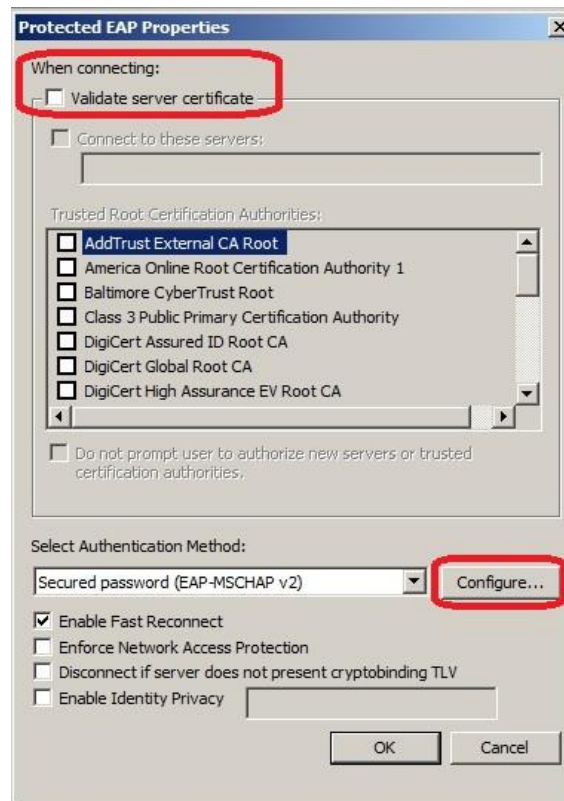 Protected EAP Properties
When connecting:
Validate server certificate
Connect to these servers:
Trusted Root Certification Authorities:
AddTrust External CA Root
America Online Root Certification Authority 1
Baltimore CyberTrust Root
Class 3 Public Primary Certification Authority
DigiCert Assured ID Root CA
DigiCert Global Root CA
DigiCert High Assurance EV Root CA
Do not prompt user to authorize new servers or trusted
certification authorities.
Select Authentication Method:
Secured password (EAP-MSCHAP v2) Configure...
Enable Fast Reconnect
Enforce Network Access Protection
Disconnect if server does not present cryptobinding TLV
Enable Identity Privacy
OK Cancel